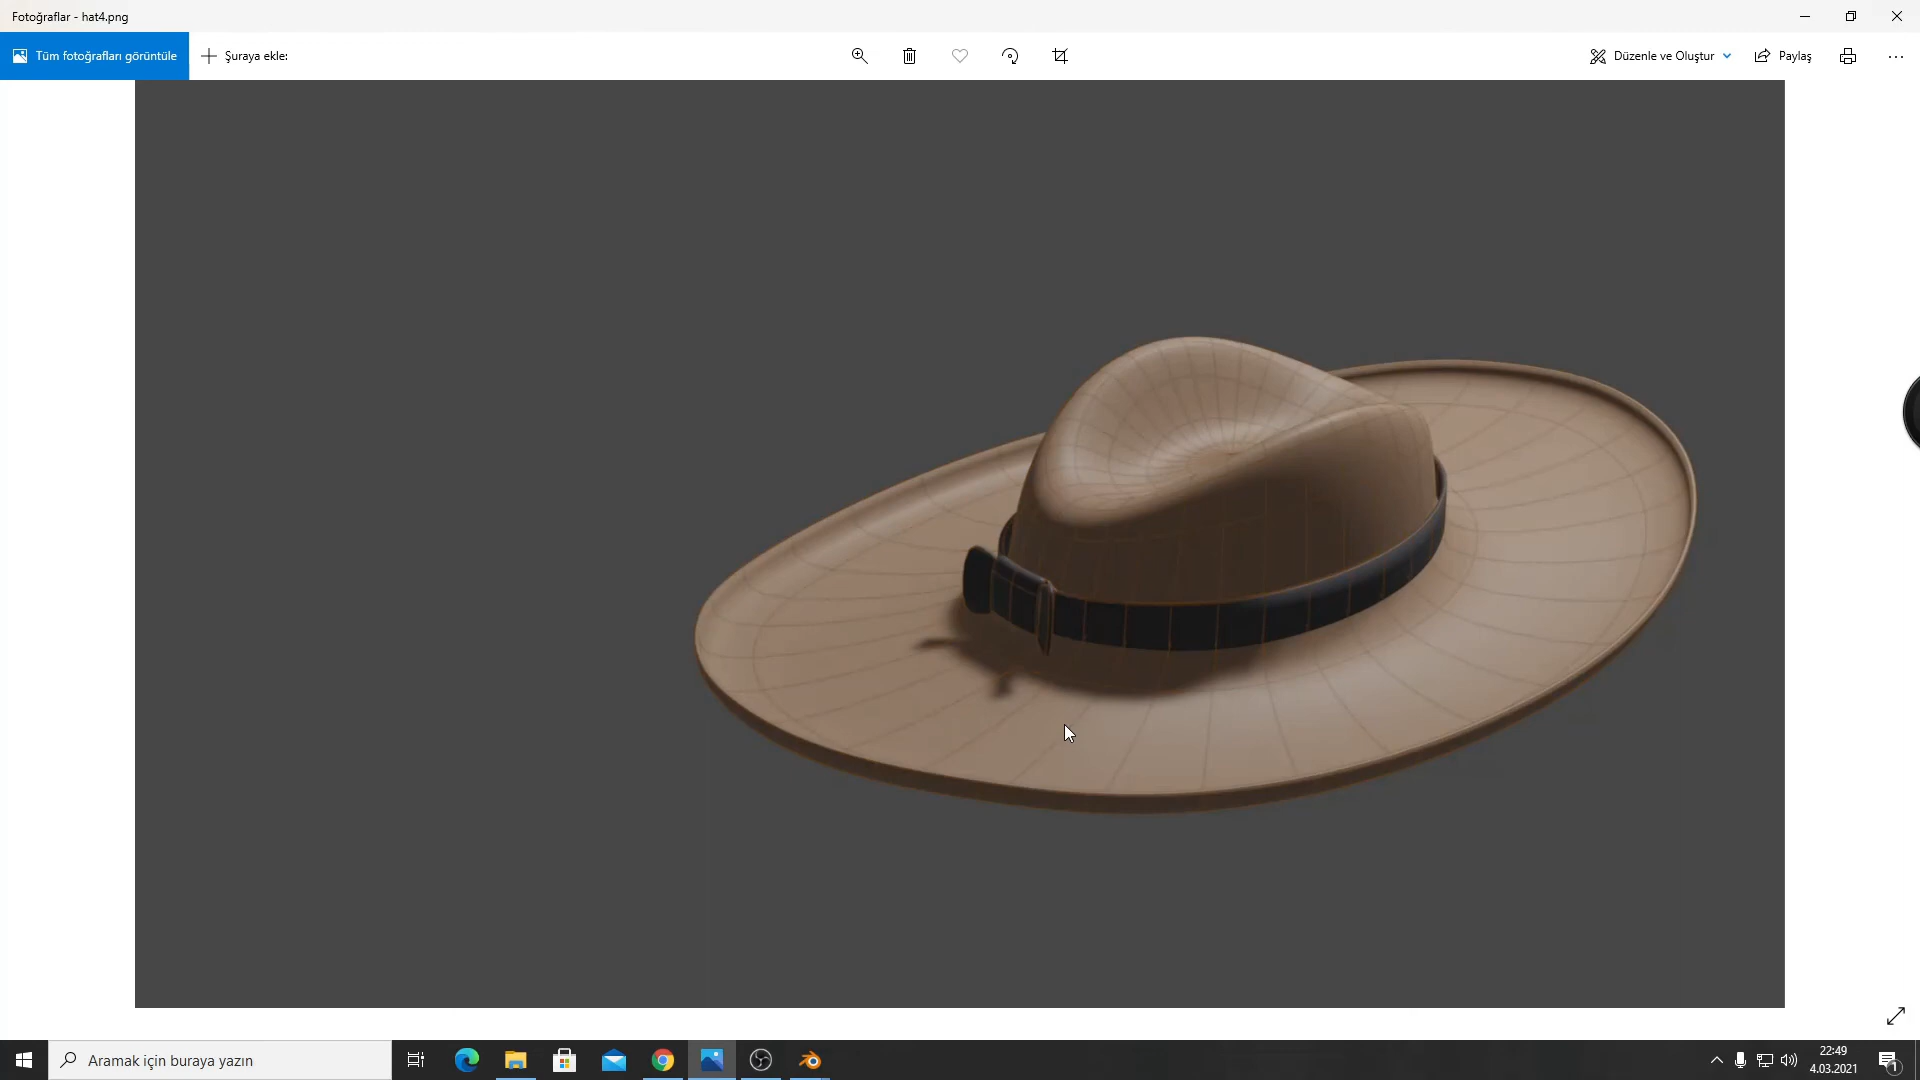 Fotoğraflar - hat4.png
Tüm fotoğrafları görüntüle
Şuraya ekle:
Düzenle ve Oluştur
Paylaş
Aramak için buraya yazın
22:49
4.03.2021
1